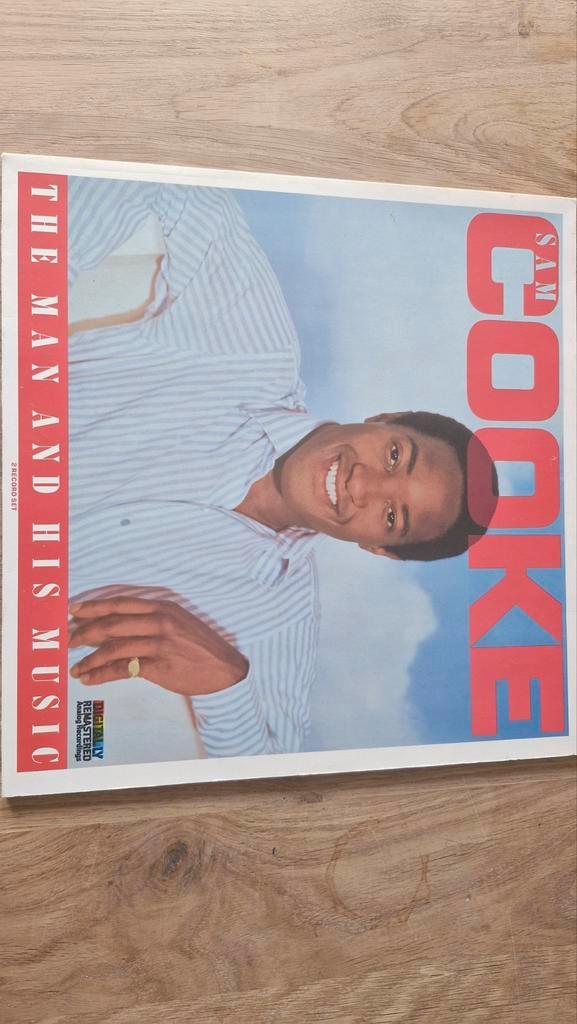 SAM
COOKE
DIGITALLY
REMASTERED
Analog Recordings
THE MAN AND HIS MUSIC
2 RECORD SET